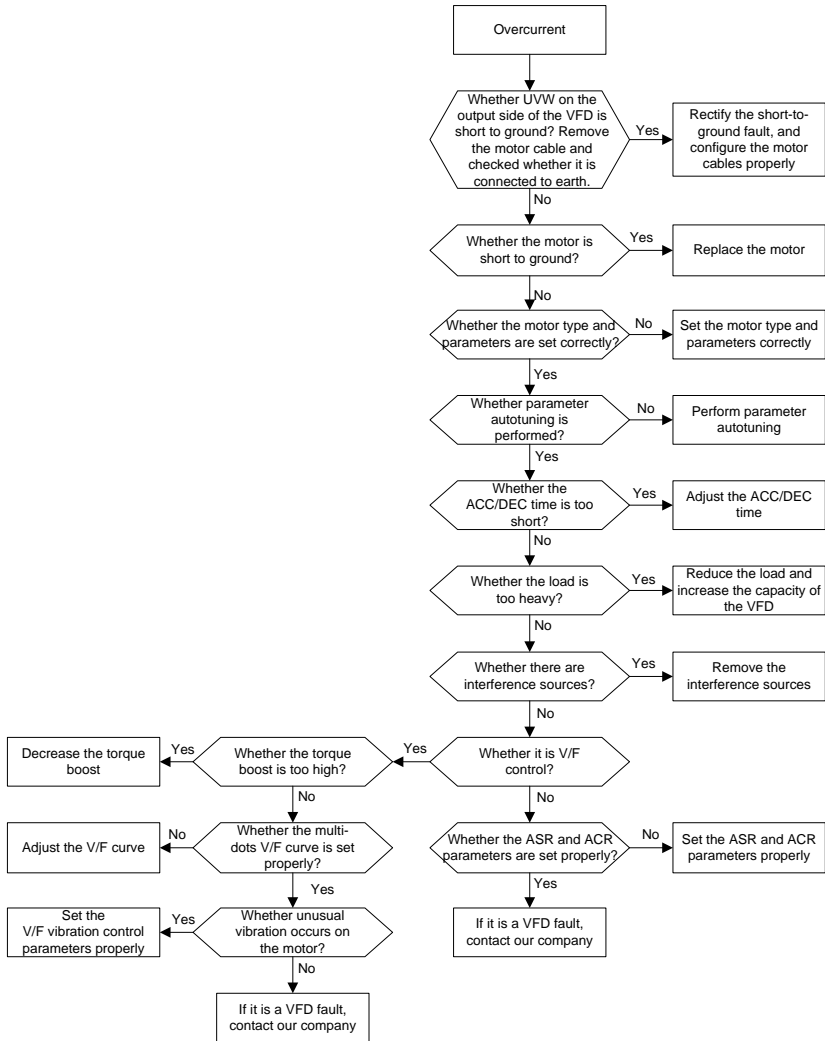 Overcurrent
Whether UVW on the
output side of the VFD is
short to ground? Remove
the motor cable and
checked whether it is
connected to earth.
Yes
Rectify the short-to-
ground fault, and
configure the motor
cables properly
No
Whether the motor is
short to ground?
Yes
Replace the motor
No
Whether the motor type and
parameters are set correctly?
No
Set the motor type and
parameters correctly
Yes
Whether parameter
autotuning is
performed?
No
Perform parameter
autotuning
Yes
Whether the
ACC/DEC time is too
short?
Yes
Adjust the ACC/DEC
time
No
Whether the load is
too heavy?
Yes
Reduce the load and
increase the capacity of
the VFD
No
Whether there are
interference sources?
Yes
Remove the
interference sources
No
Whether it is V/F
control?
Yes
Whether the torque
boost is too high?
Yes
Decrease the torque
boost
No
Whether the multi-
dots V/F curve is set
properly?
No
Adjust the V/F curve
Yes
Whether unusual
vibration occurs on
the motor?
Yes
Set the
V/F vibration control
parameters properly
No
If it is a VFD fault,
contact our company
No
Whether the ASR and ACR
parameters are set properly?
No
Set the ASR and ACR
parameters properly
Yes
If it is a VFD fault,
contact our company